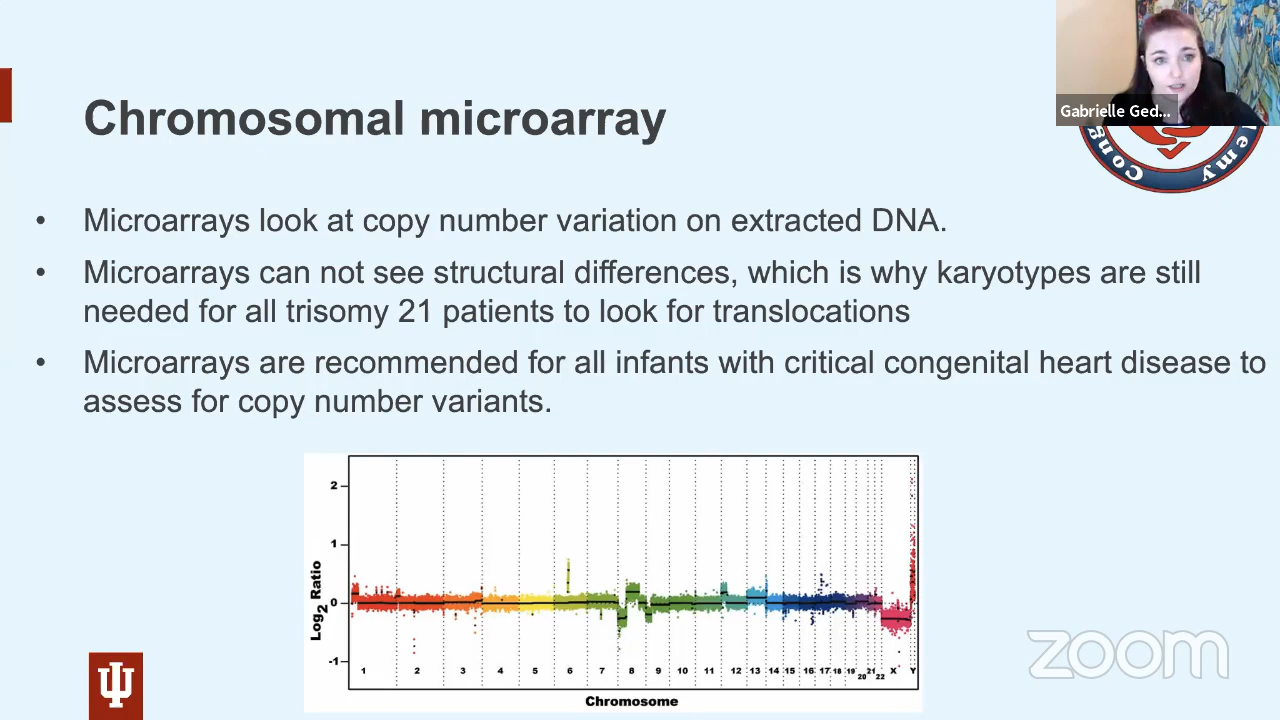 Gabrielle Ged...
Chromosomal microarray
Cong
lemy
• Microarrays look at copy number variation on extracted DNA.
• Microarrays can not see structural differences, which is why karyotypes are still
needed for all trisomy 21 patients to look for translocations
• Microarrays are recommended for all infants with critical congenital heart disease to
assess for copy number variants.
2
1
0
-1
Log2 Ratio
1 2 3 4 5 6 7 8 9 10 11 12 13 14 15 16 17 18 19 20 21 22 X Y
Chromosome
zoom